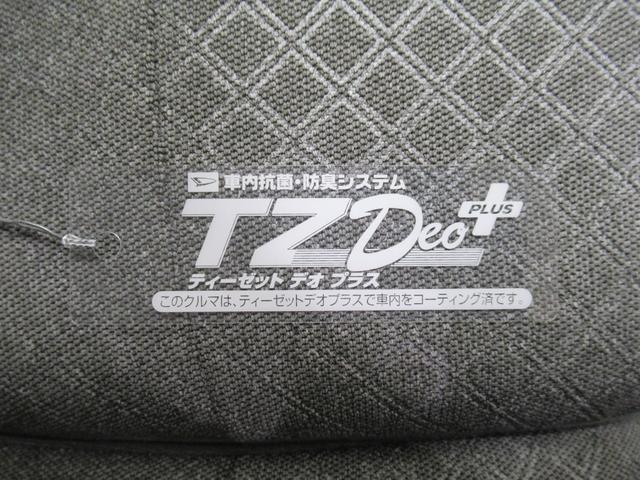 車内抗菌・防臭システム
TZ Deo PLUS
ティーゼット デオ プラス
このクルマは、ティーゼットデオプラスで車内をコーティング済です。